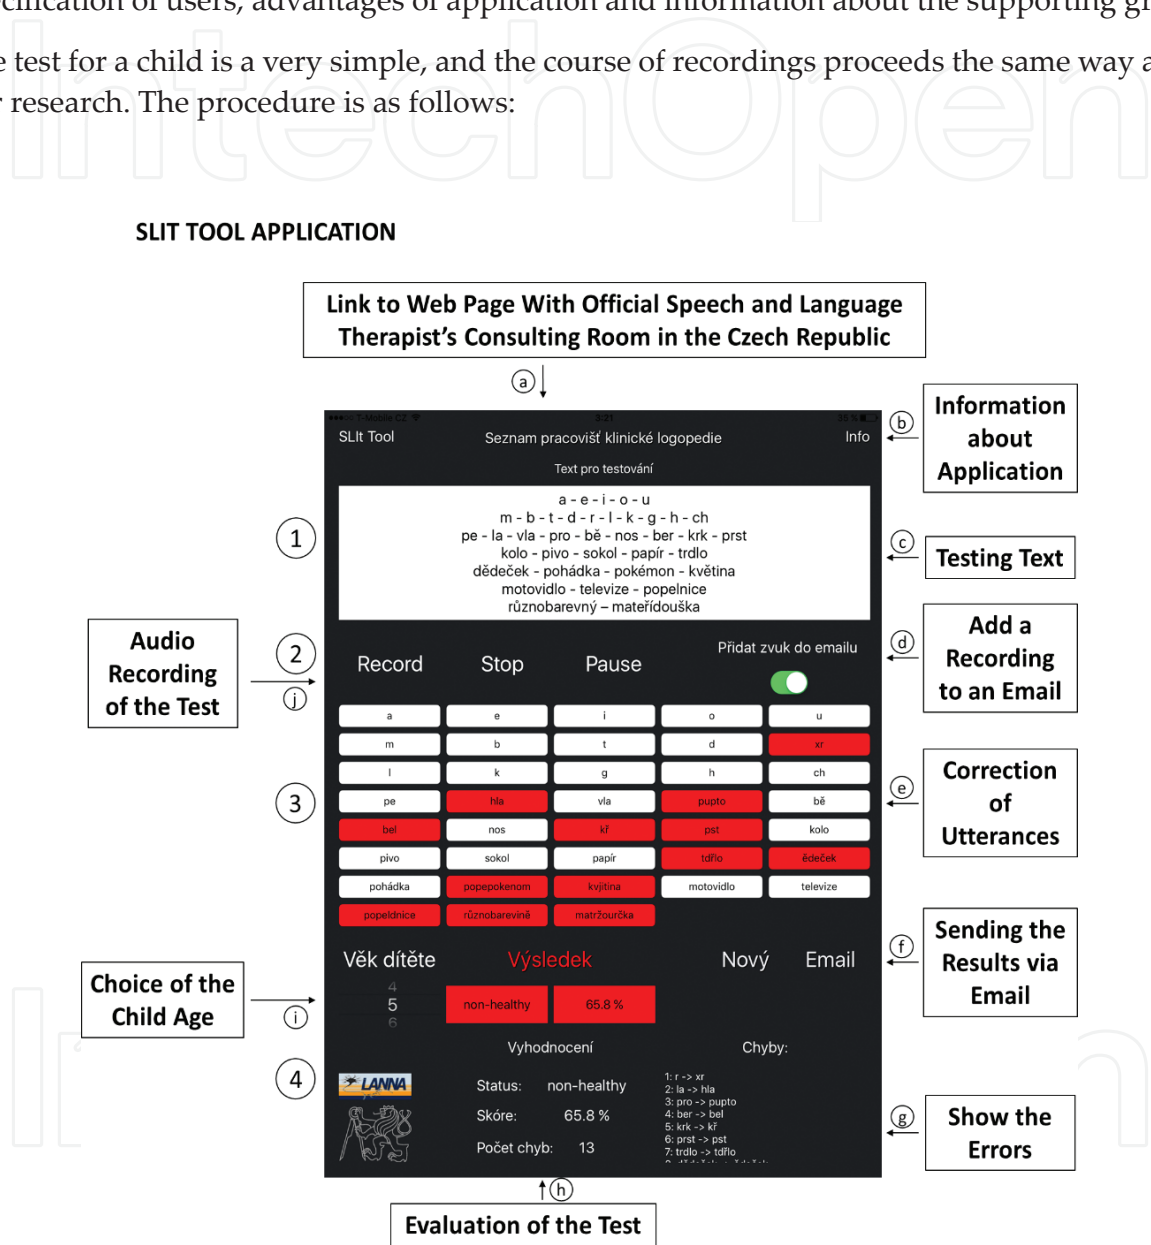 cification of users, advantages of application and information about the supporting gr
e test for a child is a very simple, and the course of recordings proceeds the same way a
r research. The procedure is as follows:
IntechOpen
SLIT TOOL APPLICATION
Link to Web Page With Official Speech and Language
Therapist's Consulting Room in the Czech Republic
a
T-Mobile CZ 3:21 35 %
SLIt Tool Seznam pracovišť klinické logopedie Info
b
Information
about
Application
Text pro testování
1
a - e - i - o - u
m - b - t - d - r - l - k - g - h - ch
pe - la - vla - pro - bě - nos - ber - krk - prst
kolo - pivo - sokol - papír - trdlo
dědeček - pohádka - pokémon - květina
motovidlo - televize - popelnice
různobarevný – mateřídouška
c
Testing Text
Audio
Recording
of the Test
j
2
Record Stop Pause Přidat zvuk do emailu
d
Add a
Recording
to an Email
3
a e i o u
m b t d xr
l k g h ch
pe hla vla pupto bě
bel nos kř pst kolo
pivo sokol papír tdřlo ědeček
pohádka popepokenom kvjitina motovidlo televize
popeldnice různobarevině matržourčka
e
Correction
of
Utterances
Věk dítěte Výsledek Nový Email
f
Sending the
Results via
Email
Choice of the
Child Age
i
4
5 non-healthy 65.8 %
6
4
Vyhodnocení Chyby:
LANNA
Status: non-healthy
Skóre: 65.8 %
Počet chyb: 13
1: r -> xr
2: la -> hla
3: pro -> pupto
4: ber -> bel
5: krk -> kř
6: prst -> pst
7: trdlo -> tdřlo
g
Show the
Errors
h
Evaluation of the Test